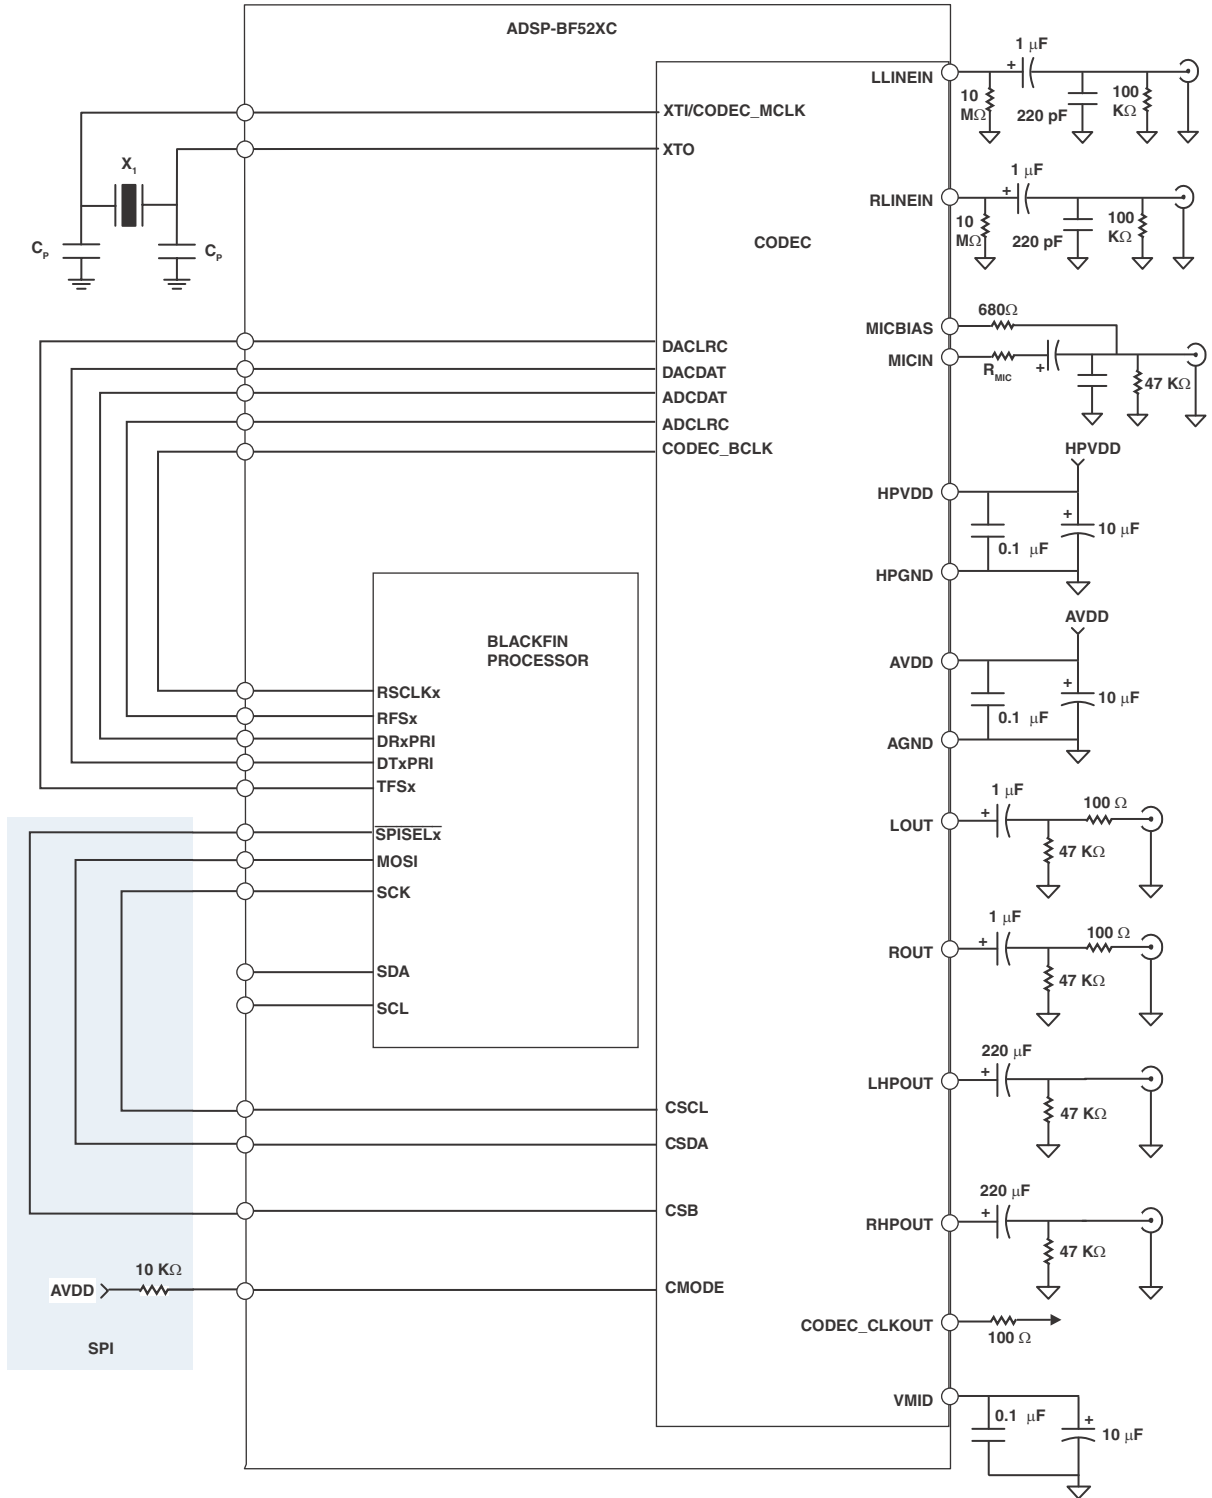 ADSP-BF52XC
XTI/CODEC_MCLK
XTO
X1
CP
CP
CODEC
DACLRC
DACDAT
ADCDAT
ADCLRC
CODEC_BCLK
BLACKFIN
PROCESSOR
RSCLKx
RFSx
DRxPRI
DTxPRI
TFSx
SPISELx
MOSI
SCK
SDA
SCL
CSCL
CSDA
CSB
CMODE
AVDD
10 KΩ
SPI
LLINEIN
1 μF
10
MΩ
220 pF
100
KΩ
RLINEIN
1 μF
10
MΩ
220 pF
100
KΩ
MICBIAS
680Ω
MICIN
RMIC
47 KΩ
HPVDD
HPVDD
0.1 μF
10 μF
HPGND
AVDD
AVDD
0.1 μF
10 μF
AGND
LOUT
1 μF
100 Ω
47 KΩ
ROUT
1 μF
100 Ω
47 KΩ
LHPOUT
220 μF
47 KΩ
RHPOUT
220 μF
47 KΩ
CODEC_CLKOUT
100 Ω
VMID
0.1 μF
10 μF